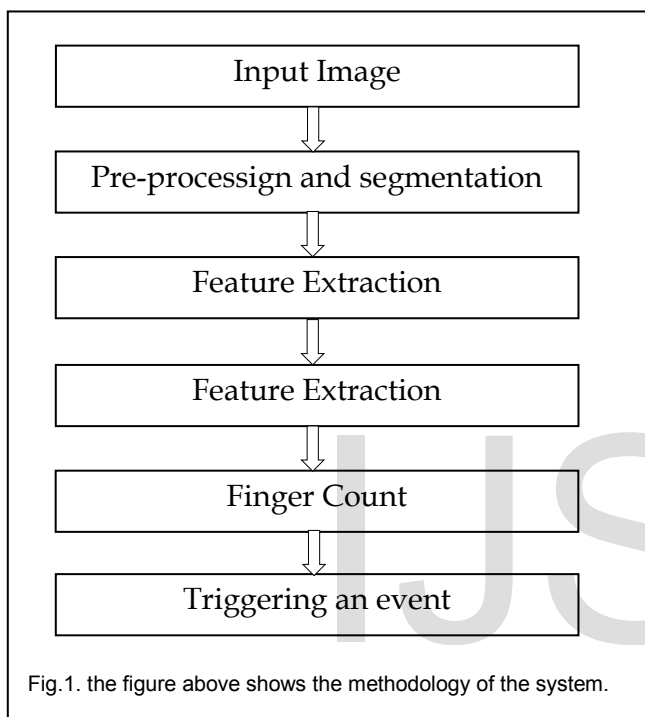 Input Image
Pre-processign and segmentation
Feature Extraction
Feature Extraction
Finger Count
Triggering an event
IJS
Fig.1. the figure above shows the methodology of the system.